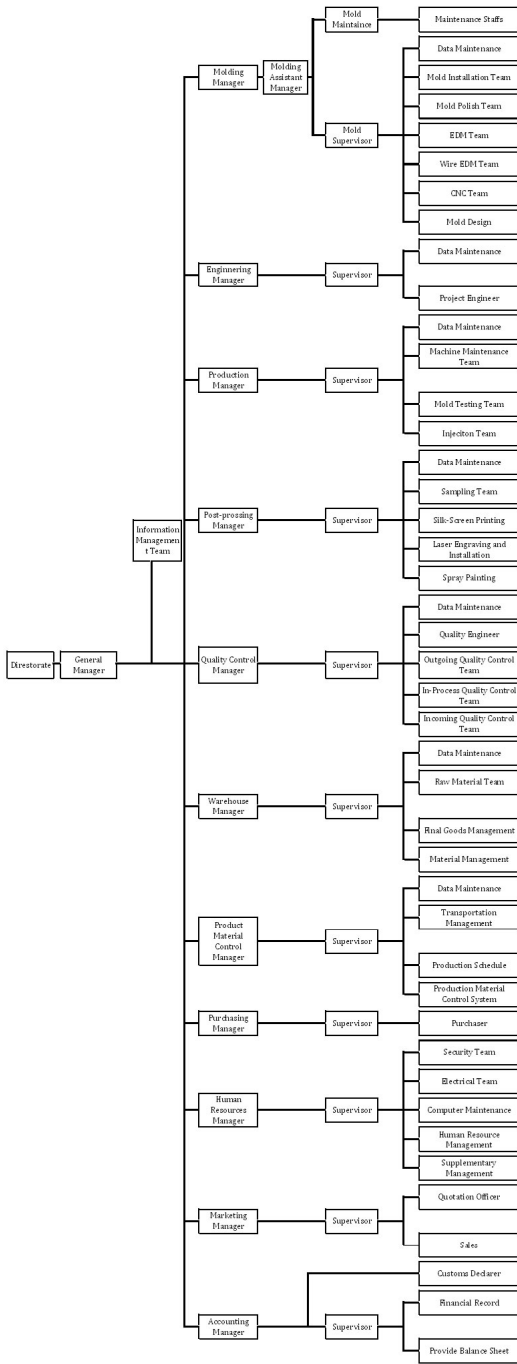 Mold
Maintaince
Maintenance Staffs
Molding
Manager
Molding
Assistant
Manager
Data Maintenance
Mold Installation Team
Mold Polish Team
Mold
Supervisor
EDM Team
Wire EDM Team
CNC Team
Mold Design
Enginnering
Manager
Supervisor
Data Maintenance
Project Engineer
Production
Manager
Supervisor
Data Maintenance
Machine Maintenance
Team
Mold Testing Team
Injeciton Team
Post-prossing
Manager
Supervisor
Data Maintenance
Sampling Team
Silk-Screen Printing
Laser Engraving and
Installation
Spray Painting
Information
Managemen
t Team
Direstorate
General
Manager
Quality Control
Manager
Supervisor
Data Maintenance
Quality Engineer
Outgoing Quality Control
Team
In-Process Quality Control
Team
Incoming Quality Control
Team
Warehouse
Manager
Supervisor
Data Maintenance
Raw Material Team
Final Goods Management
Material Management
Product
Material
Control
Manager
Supervisor
Data Maintenance
Transportation
Management
Production Schedule
Production Material
Control System
Purchasing
Manager
Supervisor
Purchaser
Human
Resources
Manager
Supervisor
Security Team
Electrical Team
Computer Maintenance
Human Resource
Management
Supplementary
Management
Marketing
Manager
Supervisor
Quotation Officer
Sales
Accounting
Manager
Customs Declarer
Supervisor
Financial Record
Provide Balance Sheet